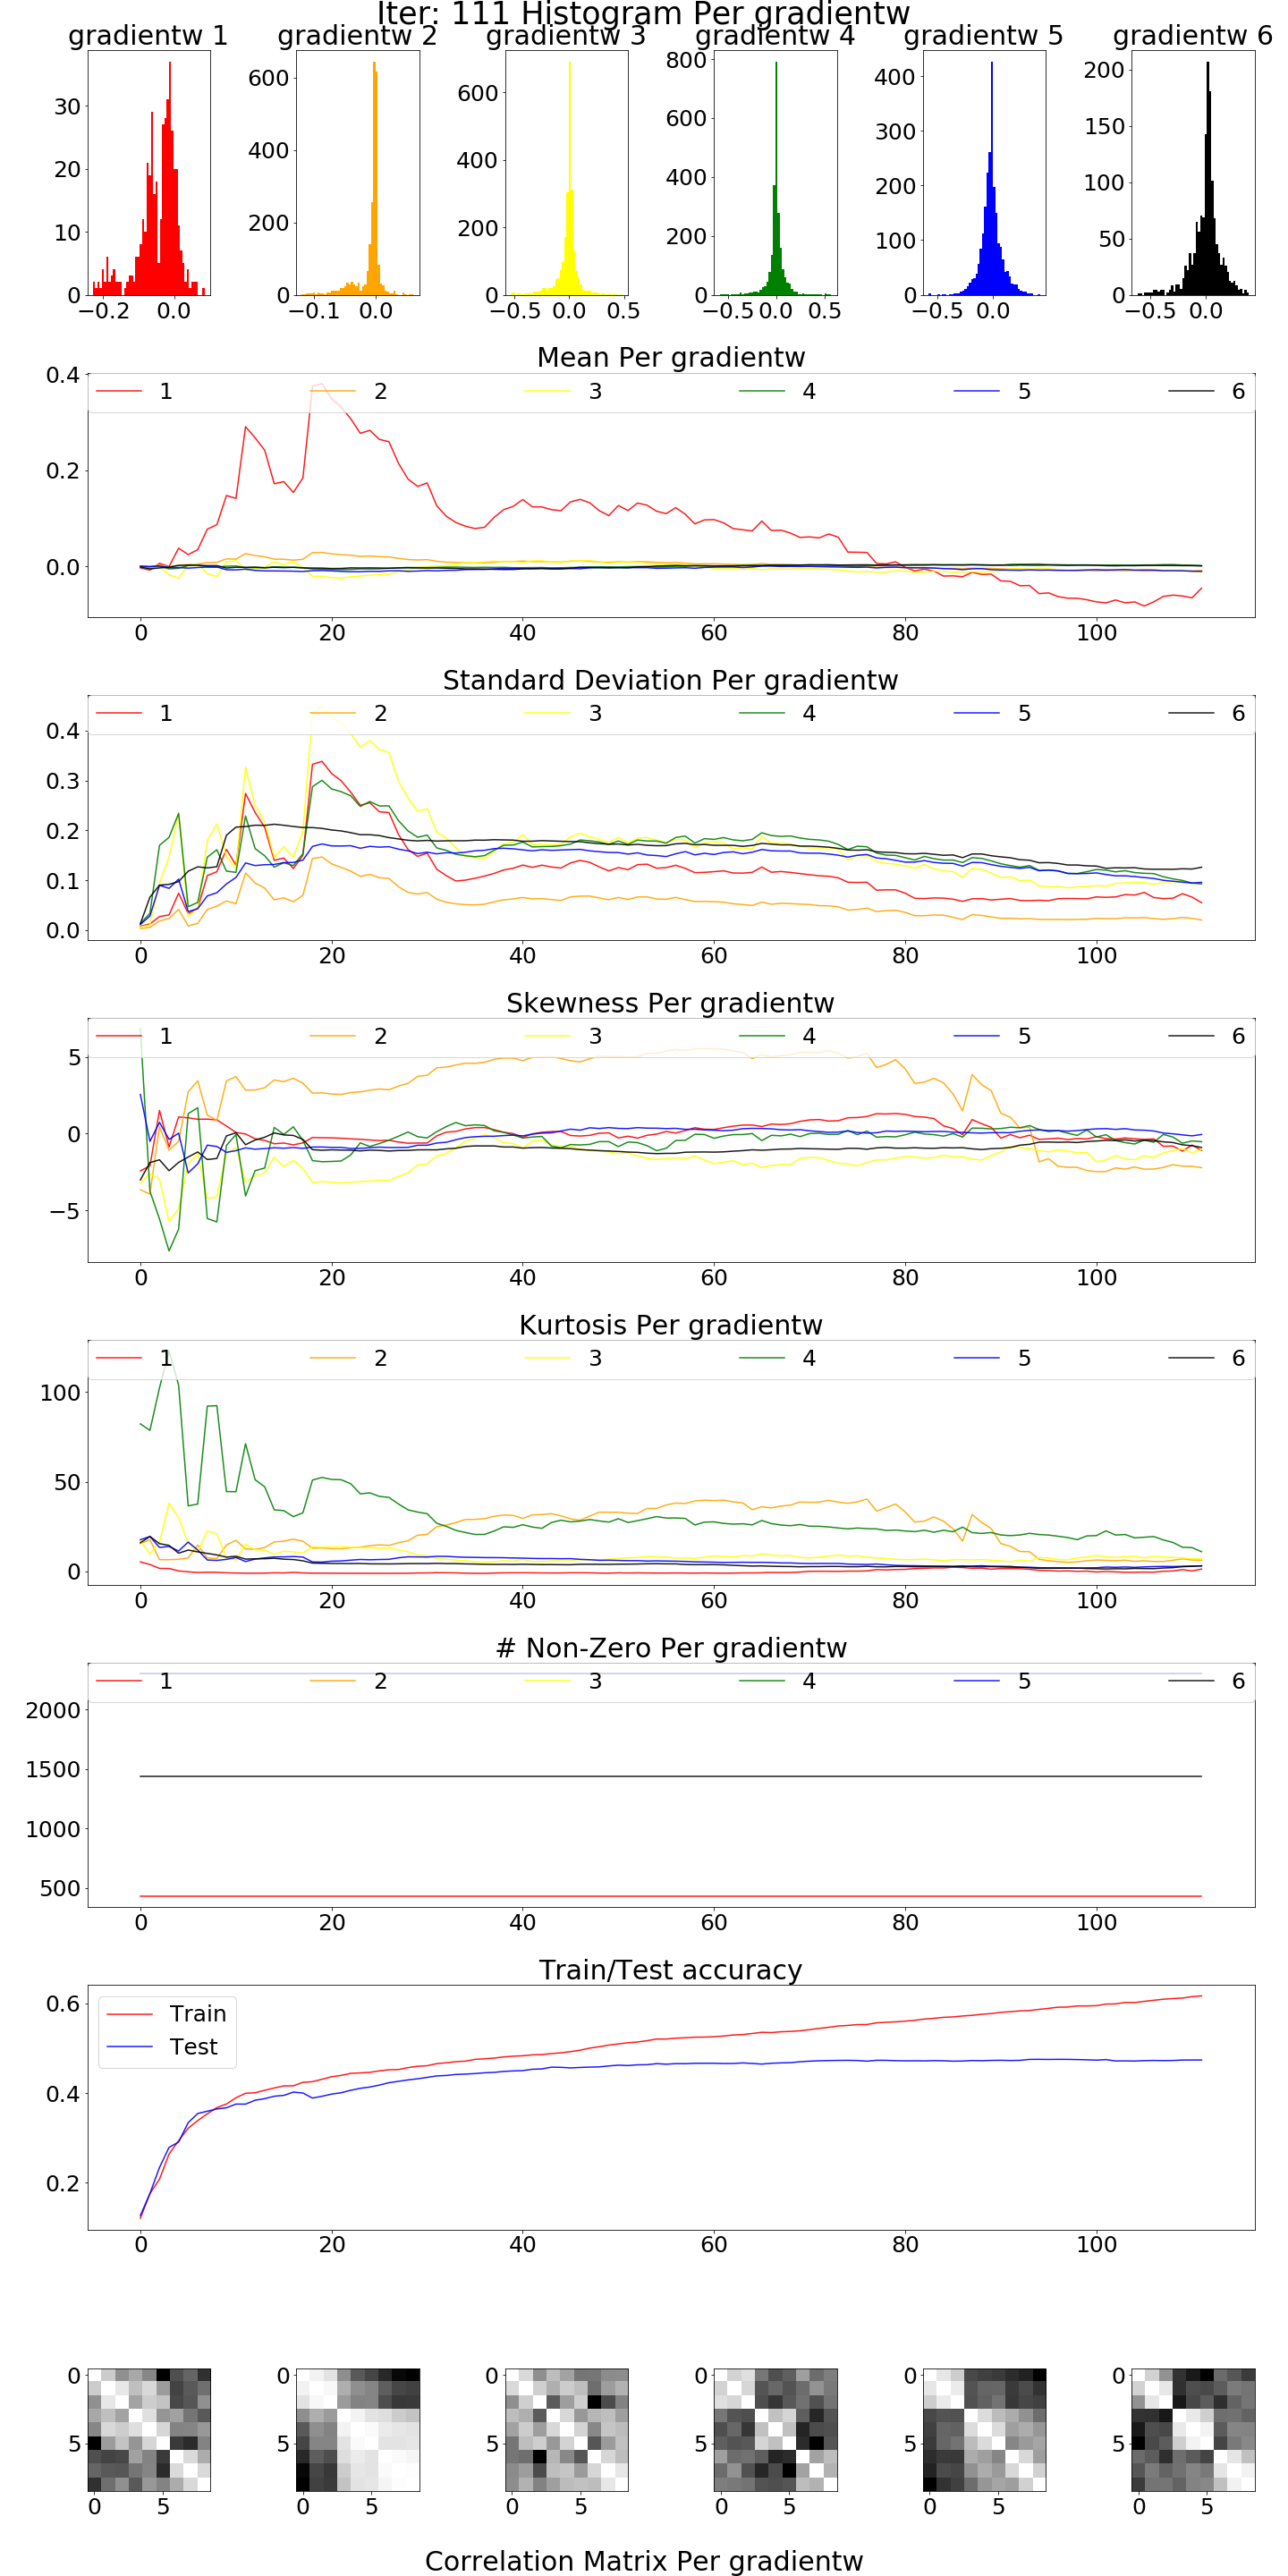 Iter: 111 Histogram Per gradientw
gradientw 1 gradientw 2 gradientw 3 gradientw 4 gradientw 5 gradientw 6
30
20
10
0
−0.2 0.0
600
400
200
0
−0.1 0.0
600
400
200
0
−0.5 0.0 0.5
800
600
400
200
0
−0.5 0.0 0.5
400
300
200
100
0
−0.5 0.0
200
150
100
50
0
−0.5 0.0
Mean Per gradientw
1 2 3 4 5 6
0.4
0.2
0.0
0 20 40 60 80 100
Standard Deviation Per gradientw
1 2 3 4 5 6
0.4
0.3
0.2
0.1
0.0
0 20 40 60 80 100
Skewness Per gradientw
1 2 3 4 5 6
5
0
−5
0 20 40 60 80 100
Kurtosis Per gradientw
1 2 3 4 5 6
100
50
0
0 20 40 60 80 100
# Non-Zero Per gradientw
1 2 3 4 5 6
2000
1500
1000
500
0 20 40 60 80 100
Train/Test accuracy
Train
Test
0.6
0.4
0.2
0 20 40 60 80 100
0
5
0 5
0
5
0 5
0
5
0 5
0
5
0 5
0
5
0 5
0
5
0 5
Correlation Matrix Per gradientw